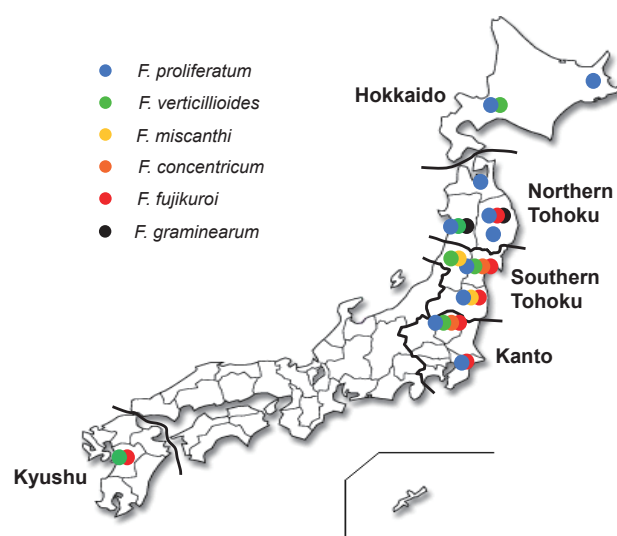 F. proliferatum
F. verticillioides
F. miscanthi
F. concentricum
F. fujikuroi
F. graminearum
Hokkaido
Northern
Tohoku
Southern
Tohoku
Kanto
Kyushu